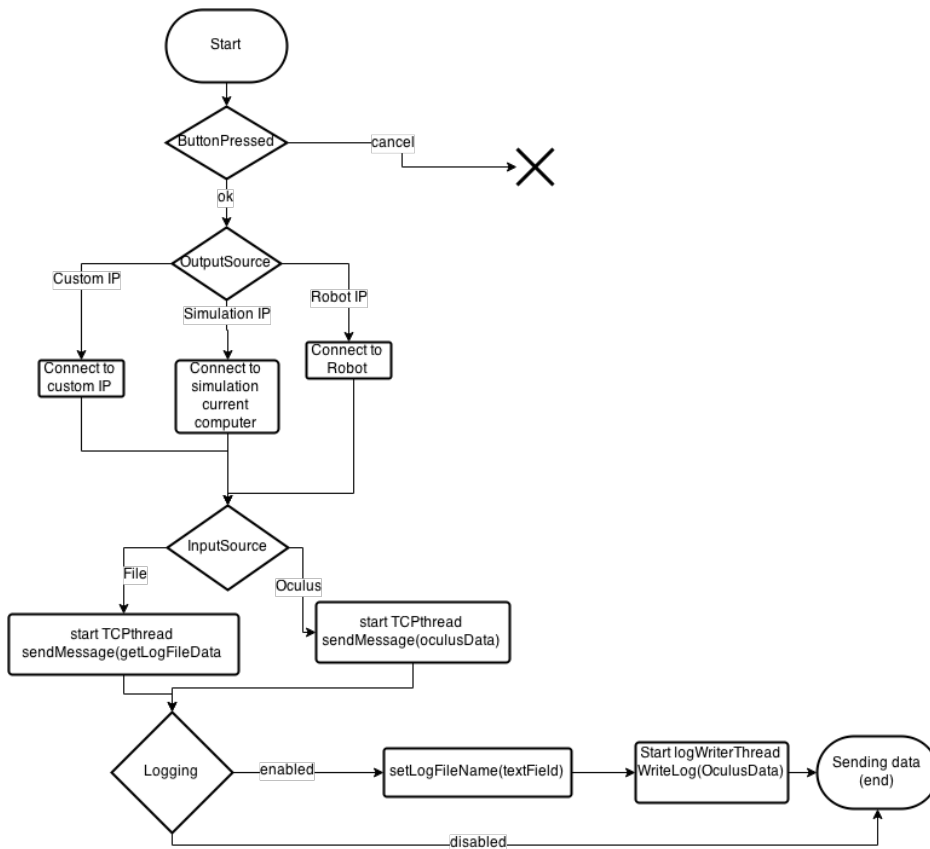 Start
ButtonPressed
cancel
ok
OutputSource
Custom IP
Robot IP
Simulation IP
Connect to
custom IP
Connect to
simulation
current
computer
Connect to
Robot
InputSource
File
Oculus
start TCPthread
sendMessage(getLogFileData
start TCPthread
sendMessage(oculusData)
Logging
enabled
setLogFileName(textField)
Start logWriterThread
WriteLog(OculusData)
Sending data
(end)
disabled